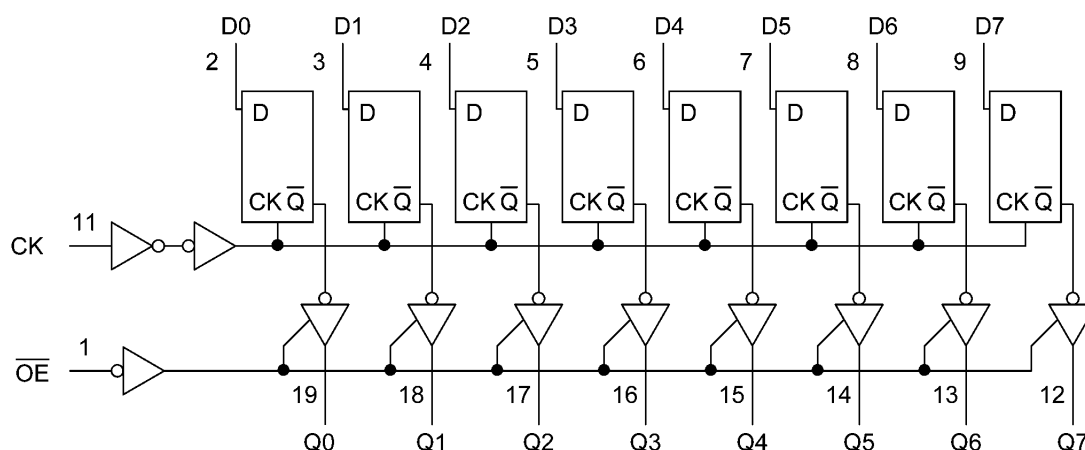 D0 D1 D2 D3 D4 D5 D6 D7
2 3 4 5 6 7 8 9
D D D D D D D D
CK Q̅ CK Q̅ CK Q̅ CK Q̅ CK Q̅ CK Q̅ CK Q̅ CK Q̅
11
CK
1
O̅E̅
19 18 17 16 15 14 13 12
Q0 Q1 Q2 Q3 Q4 Q5 Q6 Q7